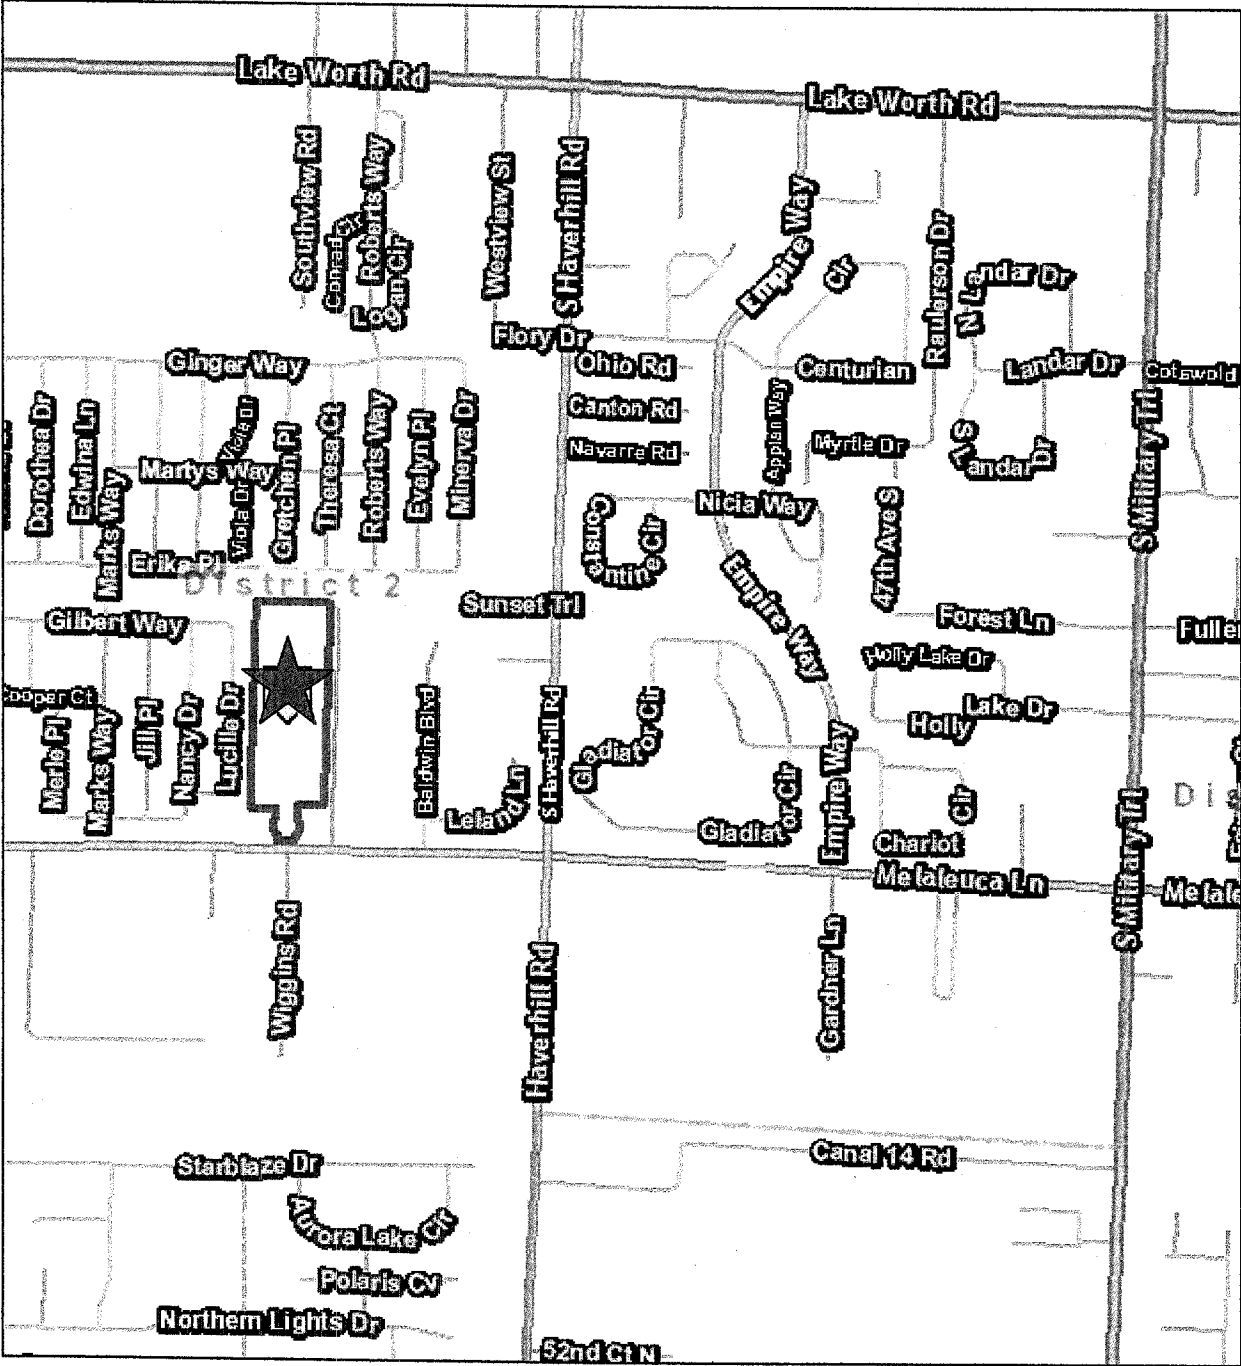 Lake Worth Rd
Lake Worth Rd
Southview Rd
Conrad Cir
Roberts Way
Logan Cir
Westview St
S Haverhill Rd
Empire Way
Cir
Raulerson Dr
N Landar Dr
Flory Dr
Ginger Way
Ohio Rd
Centurian
Landar Dr
Cotswold
Canton Rd
Appian Way
Myrtle Dr
S Landar Dr
Navarre Rd
Dorothea Dr
Edwina Ln
Marks Way
Viola Dr
Martys Way
Viola Dr
Gretchen Pl
Theresa Ct
Roberts Way
Evelyn Pl
Minerva Dr
S Military Trl
Nicia Way
Constantine Cir
47th Ave S
Erika Pl
District 2
Empire Way
Sunset Trl
Gilbert Way
Forest Ln
Fuller
Holly Lake Dr
Cooper Ct
Merle Pl
Marks Way
Jill Pl
Nancy Dr
Lucille Dr
Baldwin Blvd
Leland Ln
S Haverhill Rd
Gladiator Cir
Holly
Lake Dr
Empire Way
Gladiator Cir
Chariot
Cir
Dis
S Military Trl
Melaleuca Ln
Melale
Wiggins Rd
Haverhill Rd
Gardner Ln
Canal 14 Rd
Starblaze Dr
Aurora Lake Cir
Polaris Cv
Northern Lights Dr
52nd Ct N